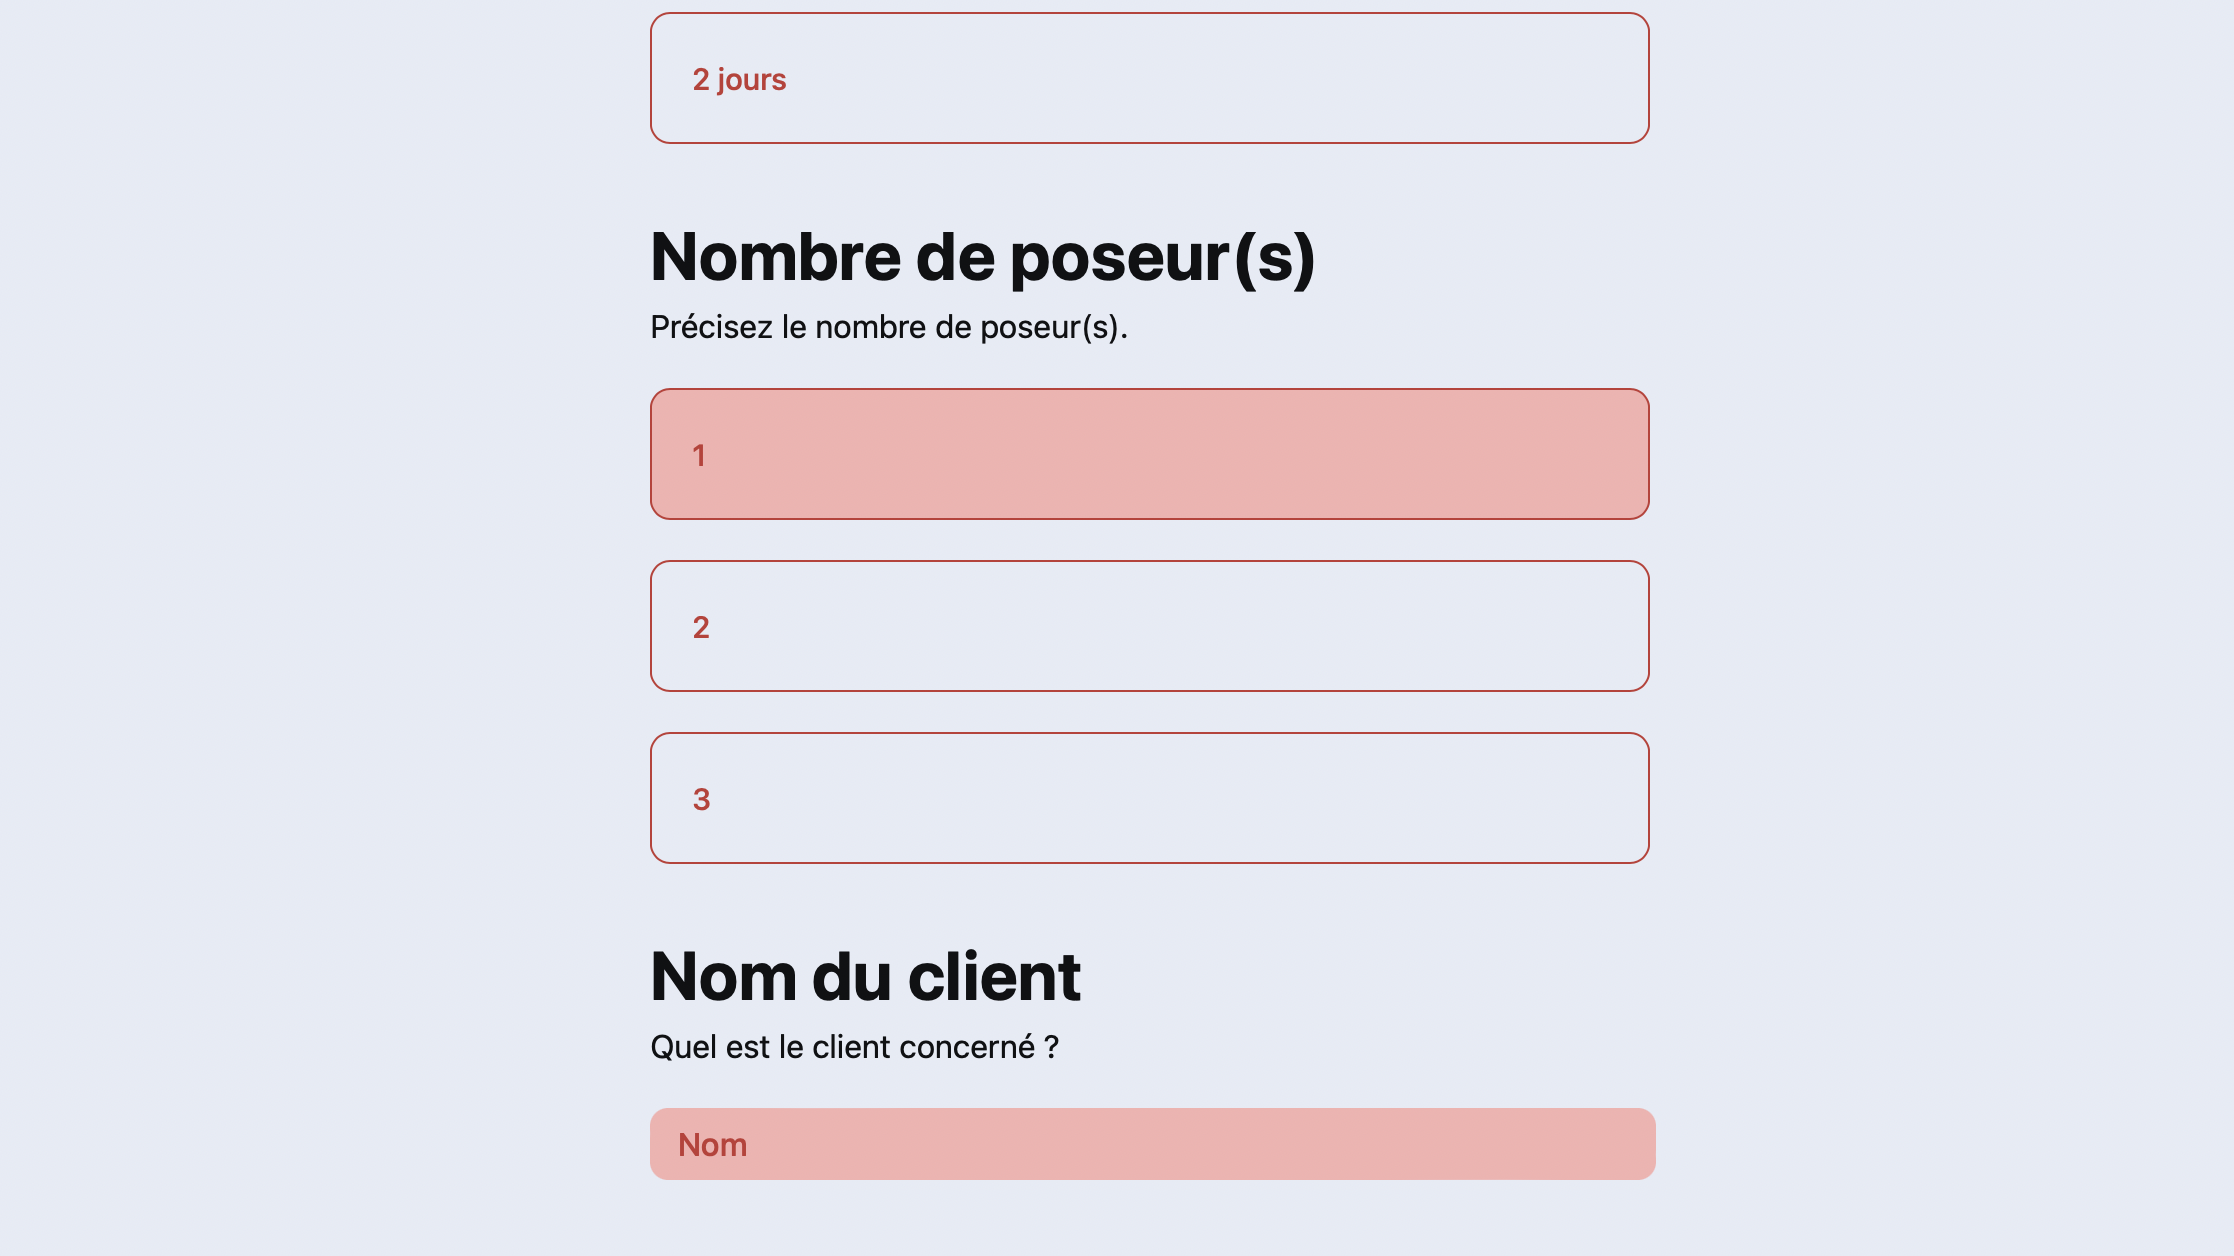 2 jours
Nombre de poseur(s)
Précisez le nombre de poseur(s).
1
2
3
Nom du client
Quel est le client concerné ?
Nom